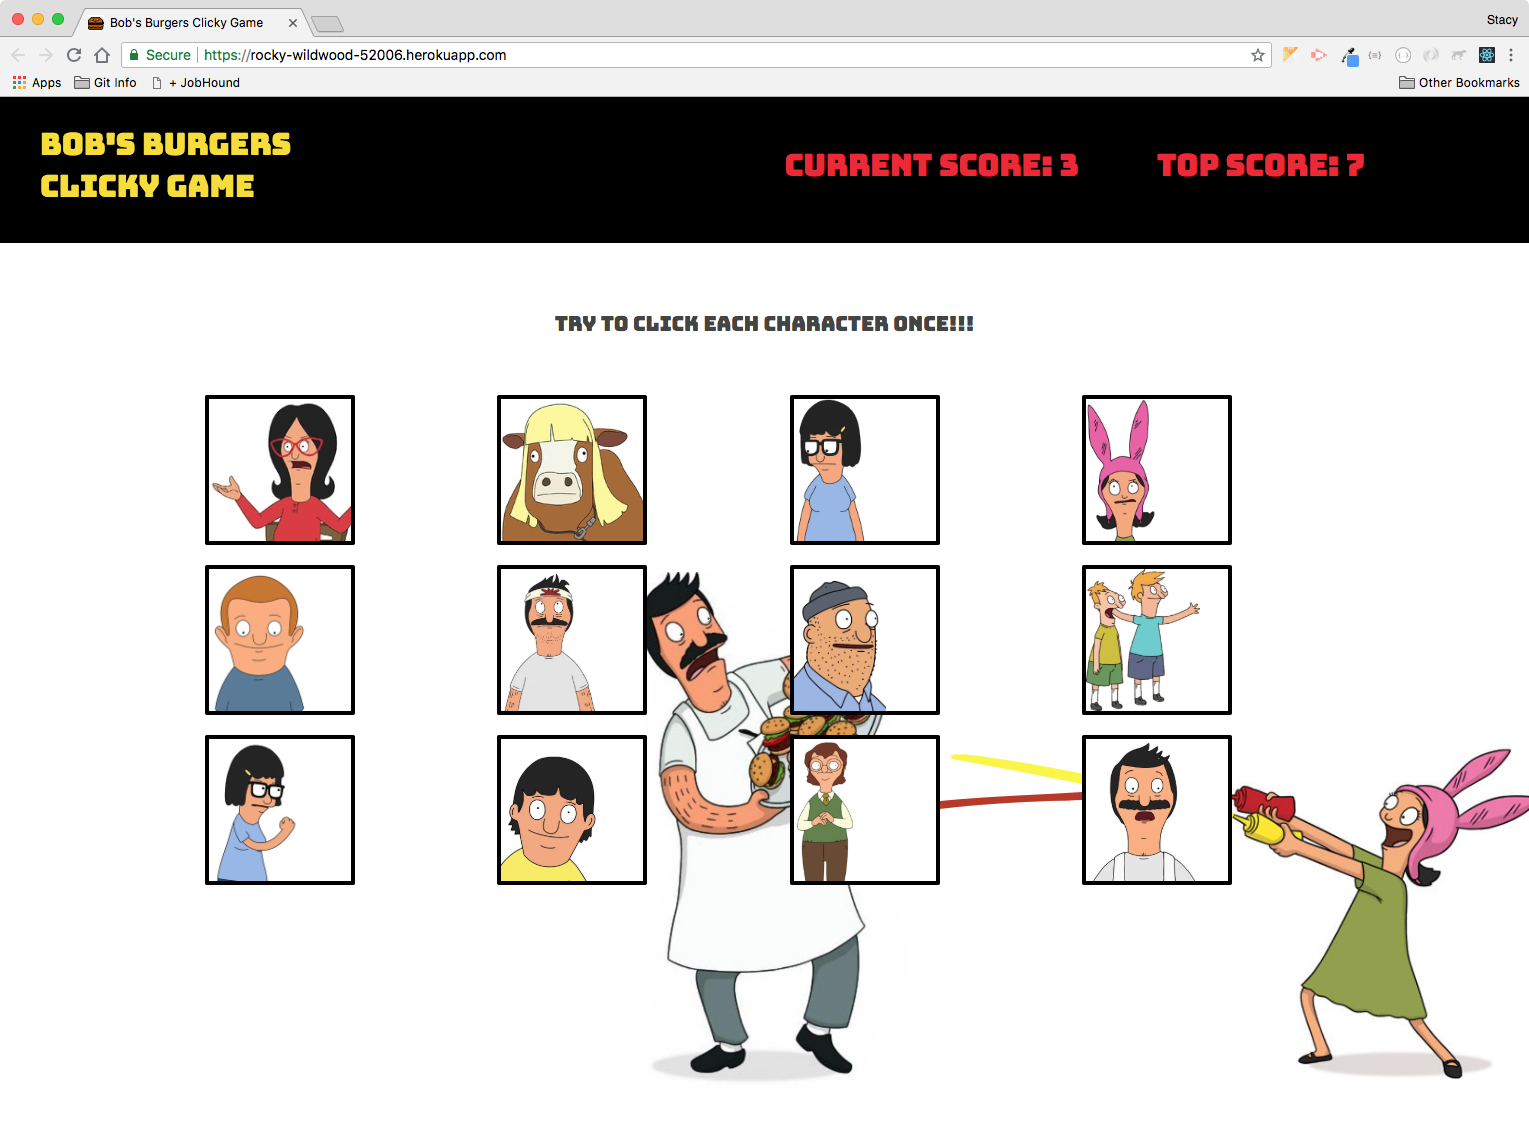 Bob's Burgers Clicky Game
Stacy
Secure https://rocky-wildwood-52006.herokuapp.com
Apps Git Info + JobHound Other Bookmarks
BOB'S BURGERS
CLICKY GAME
CURRENT SCORE: 3 TOP SCORE: 7
TRY TO CLICK EACH CHARACTER ONCE!!!